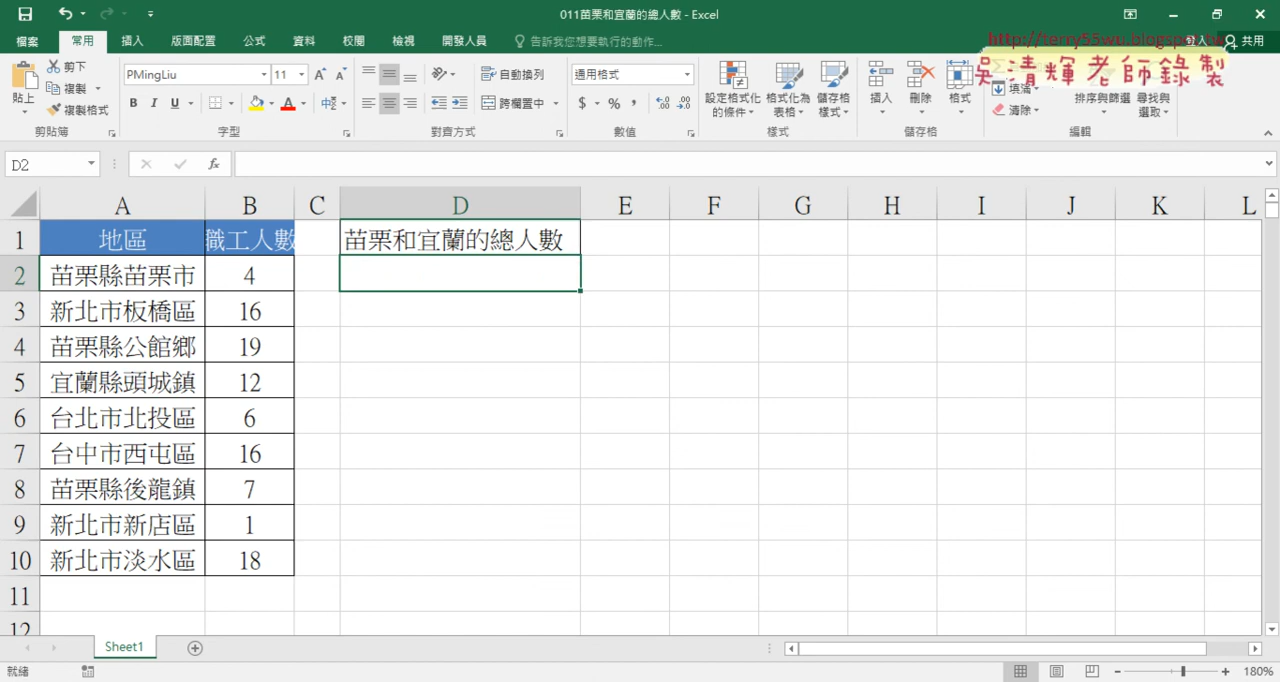 011苗栗和宜蘭的總人數 - Excel
檔案 常用 插入 版面配置 公式 資料 校閱 檢視 開發人員 告訴我您想要執行的動作... 共用
http://terry55wu.blogspot.tw
吳清輝老師錄製
貼上 剪下 複製 複製格式 剪貼簿
PMingLiu 11 B I U 字型
自動換列 跨欄置中 對齊方式
通用格式 $ % , 數值
設定格式化的條件 格式化為表格 儲存格樣式 樣式
插入 刪除 格式 儲存格
填滿 清除 排序與篩選 尋找與選取 編輯
D2 fx
A B C D E F G H I J K L
1 地區 職工人數 苗栗和宜蘭的總人數
2 苗栗縣苗栗市 4
3 新北市板橋區 16
4 苗栗縣公館鄉 19
5 宜蘭縣頭城鎮 12
6 台北市北投區 6
7 台中市西屯區 16
8 苗栗縣後龍鎮 7
9 新北市新店區 1
10 新北市淡水區 18
11
12
Sheet1
就緒 180%